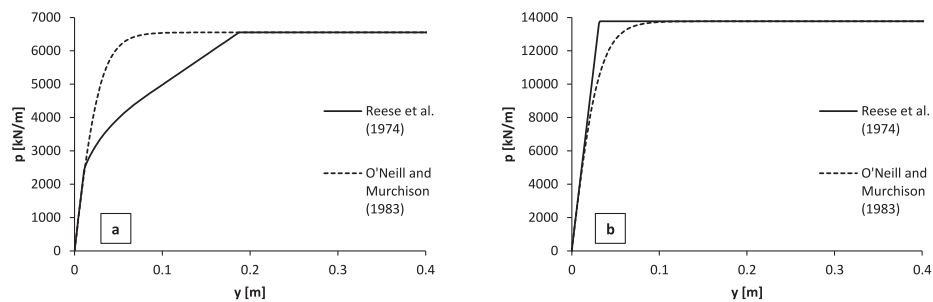 7000
6000
5000
4000
3000
2000
1000
0
p [kN/m]
0
0.1
0.2
0.3
0.4
y [m]
Reese et al.
(1974)
O'Neill and
Murchison
(1983)
a
14000
12000
10000
8000
6000
4000
2000
0
p [kN/m]
0
0.1
0.2
0.3
0.4
y [m]
Reese et al.
(1974)
O'Neill and
Murchison
(1983)
b